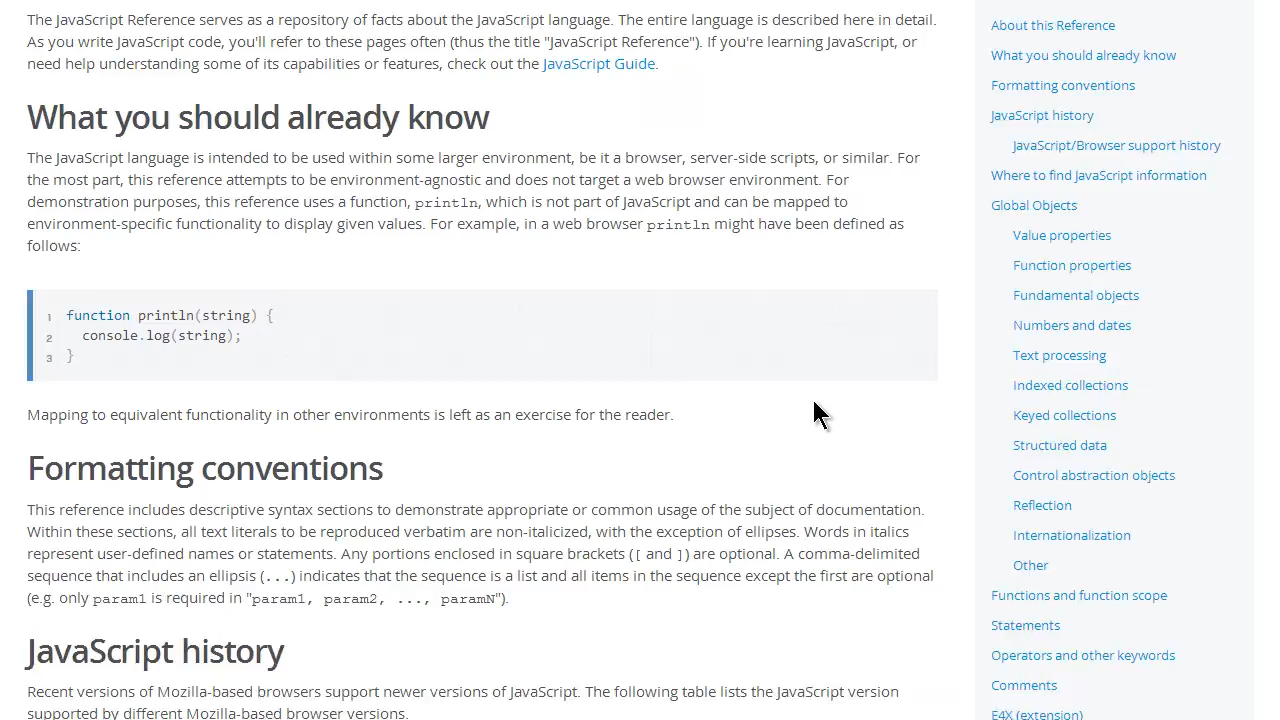 The JavaScript Reference serves as a repository of facts about the JavaScript language. The entire language is described here in detail.
As you write JavaScript code, you'll refer to these pages often (thus the title "JavaScript Reference"). If you're learning JavaScript, or
need help understanding some of its capabilities or features, check out the JavaScript Guide.
What you should already know
The JavaScript language is intended to be used within some larger environment, be it a browser, server-side scripts, or similar. For
the most part, this reference attempts to be environment-agnostic and does not target a web browser environment. For
demonstration purposes, this reference uses a function, println, which is not part of JavaScript and can be mapped to
environment-specific functionality to display given values. For example, in a web browser println might have been defined as
follows:
1 function println(string) {
2 console.log(string);
3 }
Mapping to equivalent functionality in other environments is left as an exercise for the reader.
Formatting conventions
This reference includes descriptive syntax sections to demonstrate appropriate or common usage of the subject of documentation.
Within these sections, all text literals to be reproduced verbatim are non-italicized, with the exception of ellipses. Words in italics
represent user-defined names or statements. Any portions enclosed in square brackets ([ and ]) are optional. A comma-delimited
sequence that includes an ellipsis (...) indicates that the sequence is a list and all items in the sequence except the first are optional
(e.g. only param1 is required in "param1, param2, ..., paramN").
JavaScript history
Recent versions of Mozilla-based browsers support newer versions of JavaScript. The following table lists the JavaScript version
supported by different Mozilla-based browser versions.
About this Reference
What you should already know
Formatting conventions
JavaScript history
JavaScript/Browser support history
Where to find JavaScript information
Global Objects
Value properties
Function properties
Fundamental objects
Numbers and dates
Text processing
Indexed collections
Keyed collections
Structured data
Control abstraction objects
Reflection
Internationalization
Other
Functions and function scope
Statements
Operators and other keywords
Comments
E4X (extension)